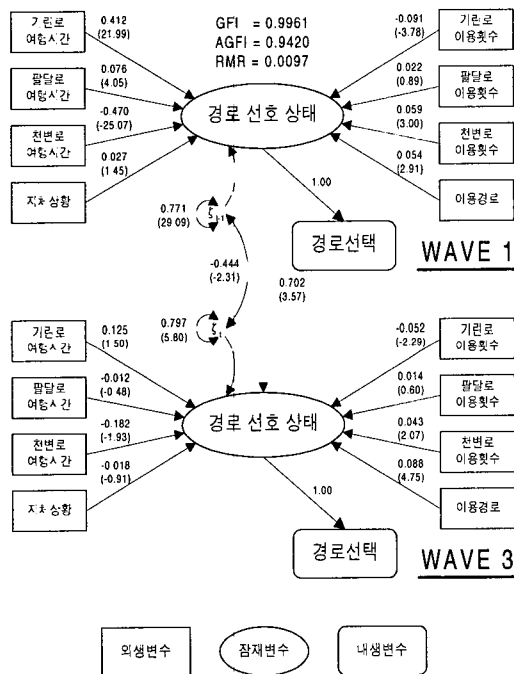 기린로
여행시간
0.412
(21.99)
GFI = 0.9961
AGFI = 0.9420
RMR = 0.0097
-0.091
(-3.78)
기린로
이용횟수
팔달로
여행시간
0.076
(4.05)
0.022
(0.89)
팔달로
이용횟수
경로 선호 상태
천변로
여행시간
-0.470
(-25.07)
0.059
(3.00)
천변로
이용횟수
지체 상황
0.027
(1.45)
0.054
(2.91)
이용경로
1.00
0.771
(29.09)
ζt-1
경로선택
WAVE 1
-0.444
(-2.31)
0.702
(3.57)
0.797
(5.80)
ζt
기린로
여행시간
0.125
(1.50)
-0.052
(-2.29)
기린로
이용횟수
팔달로
여행시간
-0.012
(-0.48)
0.014
(0.60)
팔달로
이용횟수
경로 선호 상태
천변로
여행시간
-0.182
(-1.93)
0.043
(2.07)
천변로
이용횟수
지체 상황
-0.018
(-0.91)
0.088
(4.75)
이용경로
1.00
경로선택
WAVE 3
외생변수
잠재변수
내생변수